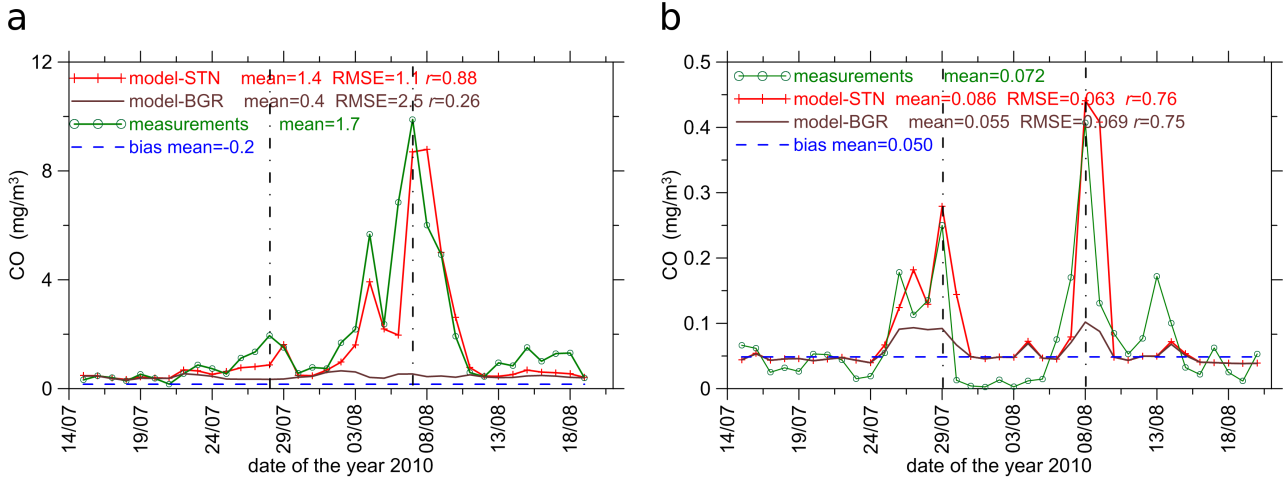 a
12
8
4
0
CO (mg/m³)
model-STN mean=1.4 RMSE=1.1 r=0.88
model-BGR mean=0.4 RMSE=2.5 r=0.26
measurements mean=1.7
bias mean=-0.2
14/07 19/07 24/07 29/07 03/08 08/08 13/08 18/08
date of the year 2010
b
0.5
0.4
0.3
0.2
0.1
0
CO (mg/m³)
measurements mean=0.072
model-STN mean=0.086 RMSE=0.063 r=0.76
model-BGR mean=0.055 RMSE=0.069 r=0.75
bias mean=0.050
14/07 19/07 24/07 29/07 03/08 08/08 13/08 18/08
date of the year 2010